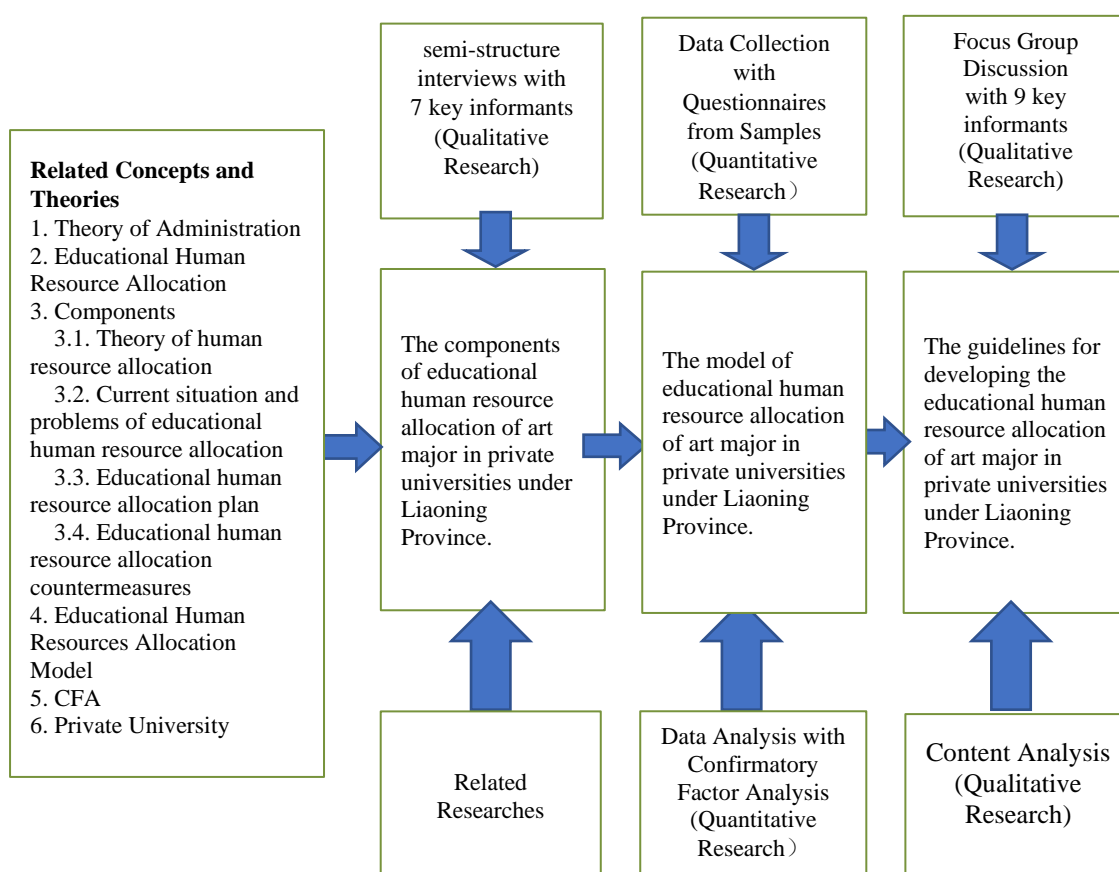 semi-structure
interviews with
7 key informants
(Qualitative
Research)
Data Collection
with
Questionnaires
from Samples
(Quantitative
Research）
Focus Group
Discussion
with 9 key
informants
(Qualitative
Research)
Related Concepts and
Theories
1. Theory of Administration
2. Educational Human
Resource Allocation
3. Components
3.1. Theory of human
resource allocation
3.2. Current situation and
problems of educational
human resource allocation
3.3. Educational human
resource allocation plan
3.4. Educational human
resource allocation
countermeasures
4. Educational Human
Resources Allocation
Model
5. CFA
6. Private University
The components
of educational
human resource
allocation of art
major in private
universities under
Liaoning
Province.
The model of
educational human
resource allocation
of art major in
private universities
under Liaoning
Province.
The guidelines for
developing the
educational human
resource allocation
of art major in
private universities
under Liaoning
Province.
Related
Researches
Data Analysis with
Confirmatory
Factor Analysis
(Quantitative
Research）
Content Analysis
(Qualitative
Research)